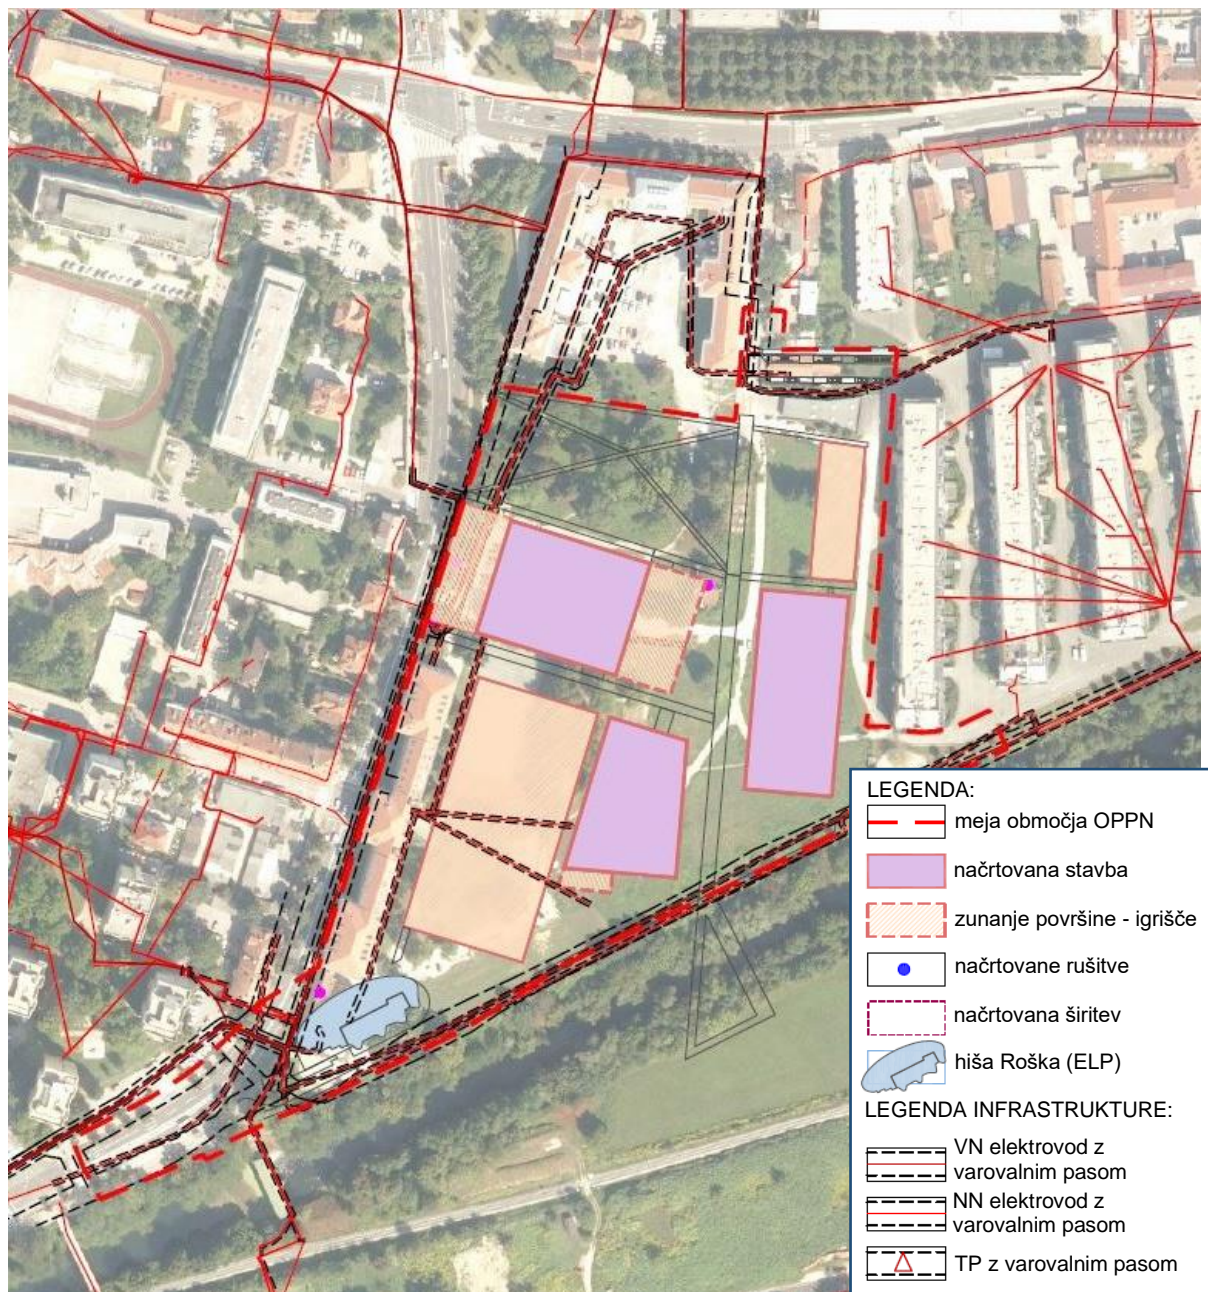 LEGENDA:
meja območja OPPN
načrtovana stavba
zunanje površine - igrišče
načrtovane rušitve
načrtovana širitev
hiša Roška (ELP)
LEGENDA INFRASTRUKTURE:
VN elektrovod z
varovalnim pasom
NN elektrovod z
varovalnim pasom
TP z varovalnim pasom